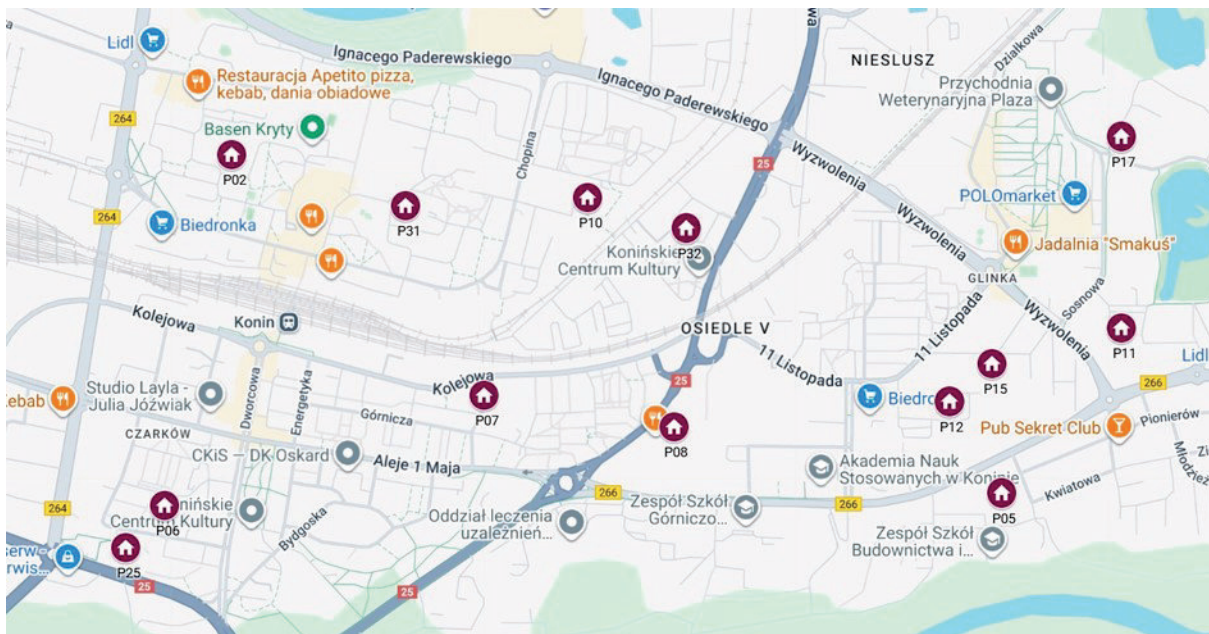 Lidl
Ignacego Paderewskiego
Restauracja Apetito pizza,
kebab, dania obiadowe
264
Basen Kryty
P02
264
Biedronka
P31
Chopina
P10
P32
Konińskie
Centrum Kultury
Ignacego Paderewskiego
25
NIESŁUSZ
Działkowa
Przychodnia
Weterynaryjna Plaza
P17
Wyzwolenia
POLOmarket
Wyzwolenia
Jadalnia "Smakuś"
GLINKA
Sosnowa
Wyzwolenia
P11
Lidl
266
Kolejowa
Konin
Kolejowa
OSIEDLE V
11 Listopada
11 Listopada
25
P15
P12
Pub Sekret Club
Pionierów
Kebab
Studio Layla -
Julia Jóźwiak
Dworcowa
Energetyka
Górnicza
P07
CZARKÓW
CKiS — DK Oskard
Aleje 1 Maja
P08
Akademia Nauk
Stosowanych w Koninie
266
266
P05
Kwiatowa
Zespół Szkół
Górniczo...
Zespół Szkół
Budownictwa i...
264
P06
Centrum Kultury
Bydgoska
Oddział leczenia
uzależnień...
P25
25
25